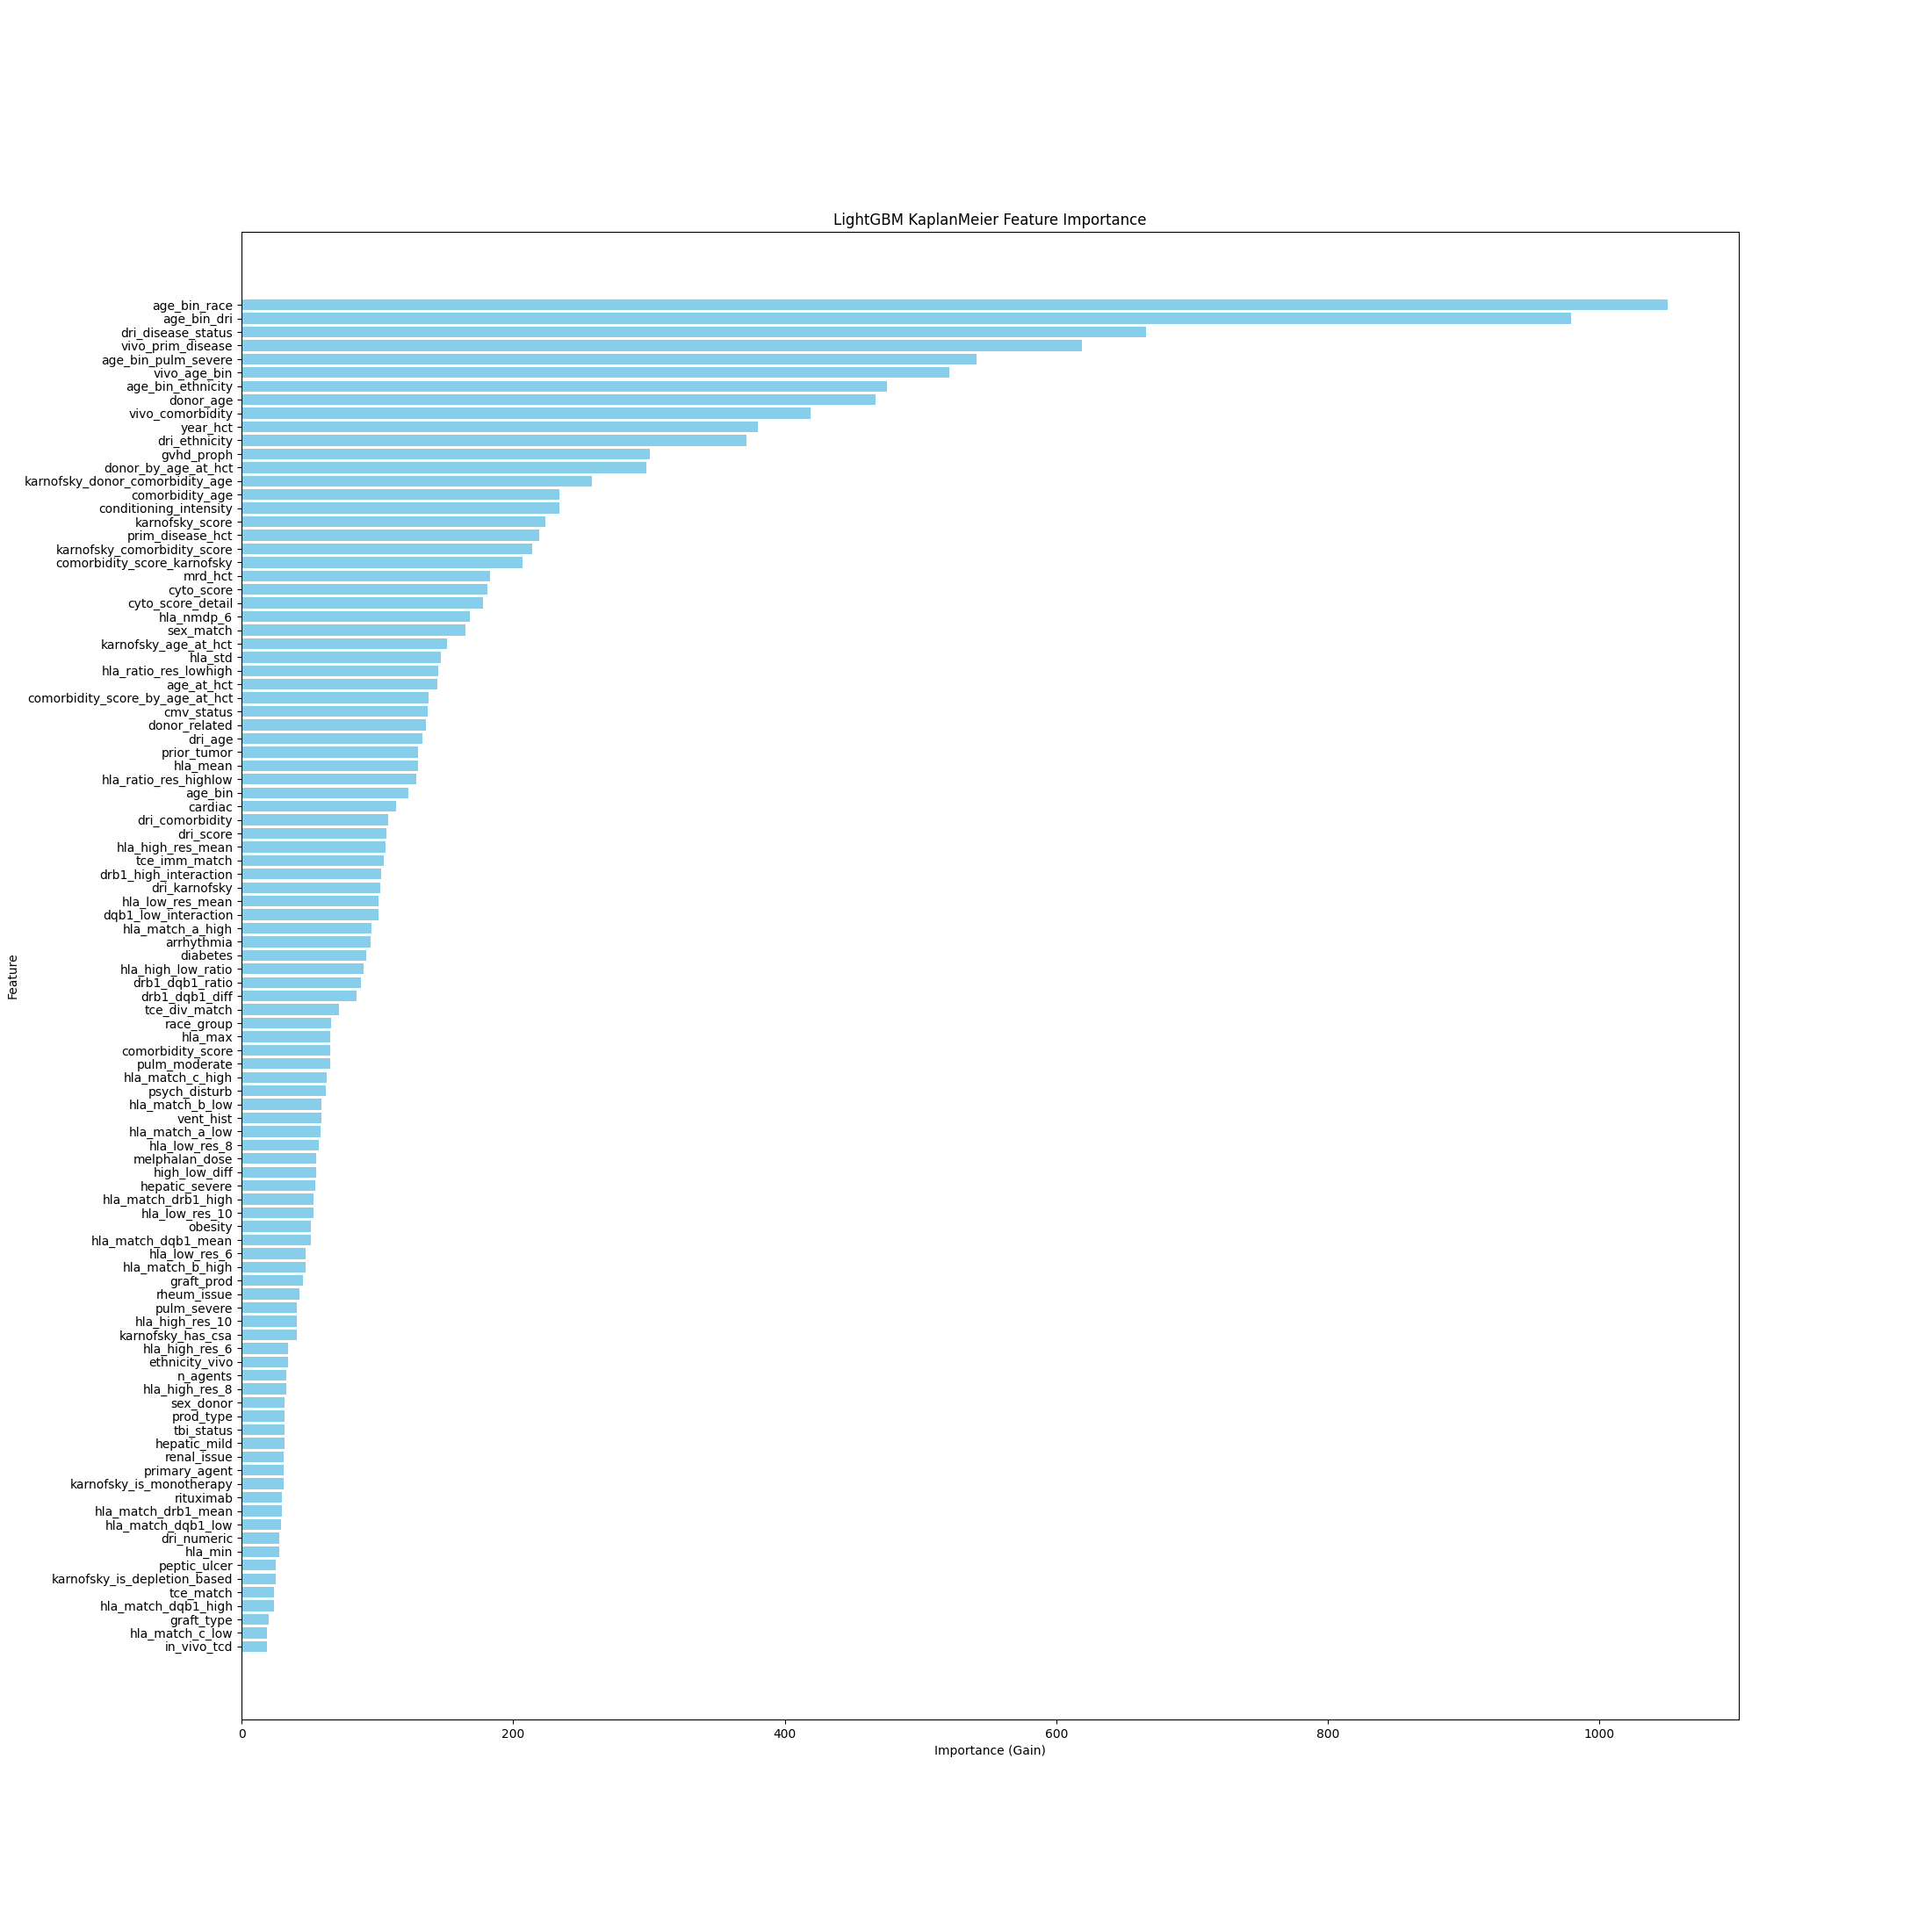 LightGBM KaplanMeier Feature Importance
age_bin_race
age_bin_dri
dri_disease_status
vivo_prim_disease
age_bin_pulm_severe
vivo_age_bin
age_bin_ethnicity
donor_age
vivo_comorbidity
year_hct
dri_ethnicity
gvhd_proph
donor_by_age_at_hct
karnofsky_donor_comorbidity_age
comorbidity_age
conditioning_intensity
karnofsky_score
prim_disease_hct
karnofsky_comorbidity_score
comorbidity_score_karnofsky
mrd_hct
cyto_score
cyto_score_detail
hla_nmdp_6
sex_match
karnofsky_age_at_hct
hla_std
hla_ratio_res_lowhigh
age_at_hct
comorbidity_score_by_age_at_hct
cmv_status
donor_related
dri_age
prior_tumor
hla_mean
hla_ratio_res_highlow
age_bin
cardiac
dri_comorbidity
dri_score
hla_high_res_mean
tce_imm_match
drb1_high_interaction
dri_karnofsky
hla_low_res_mean
dqb1_low_interaction
hla_match_a_high
arrhythmia
diabetes
hla_high_low_ratio
drb1_dqb1_ratio
drb1_dqb1_diff
tce_div_match
race_group
hla_max
comorbidity_score
pulm_moderate
hla_match_c_high
psych_disturb
hla_match_b_low
vent_hist
hla_match_a_low
hla_low_res_8
melphalan_dose
high_low_diff
hepatic_severe
hla_match_drb1_high
hla_low_res_10
obesity
hla_match_dqb1_mean
hla_low_res_6
hla_match_b_high
graft_prod
rheum_issue
pulm_severe
hla_high_res_10
karnofsky_has_csa
hla_high_res_6
ethnicity_vivo
n_agents
hla_high_res_8
sex_donor
prod_type
tbi_status
hepatic_mild
renal_issue
primary_agent
karnofsky_is_monotherapy
rituximab
hla_match_drb1_mean
hla_match_dqb1_low
dri_numeric
hla_min
peptic_ulcer
karnofsky_is_depletion_based
tce_match
hla_match_dqb1_high
graft_type
hla_match_c_low
in_vivo_tcd
Feature
0 200 400 600 800 1000
Importance (Gain)